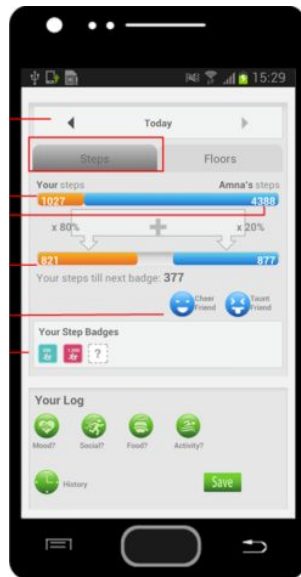 15:29
Today
Steps Floors
Your steps Amna's steps
1027 4388
x 80% x 20%
821 877
Your steps till next badge: 377
Cheer Friend Taunt Friend
Your Step Badges
?
Your Log
Mood? Social? Food? Activity?
History Save